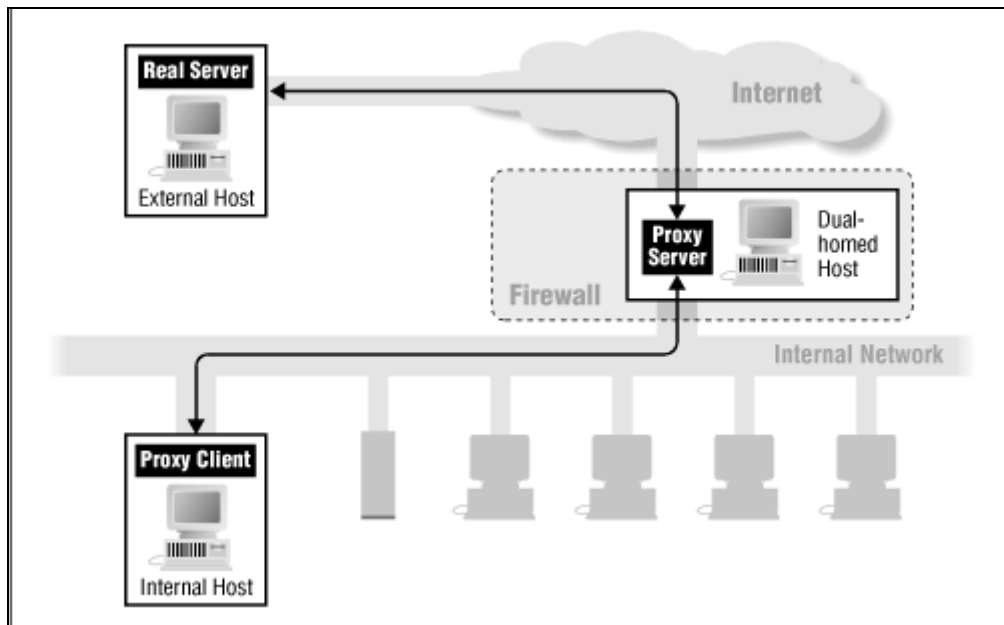 Real Server
External Host
Internet
Proxy
Server
Dual-
homed
Host
Firewall
Internal Network
Proxy Client
Internal Host